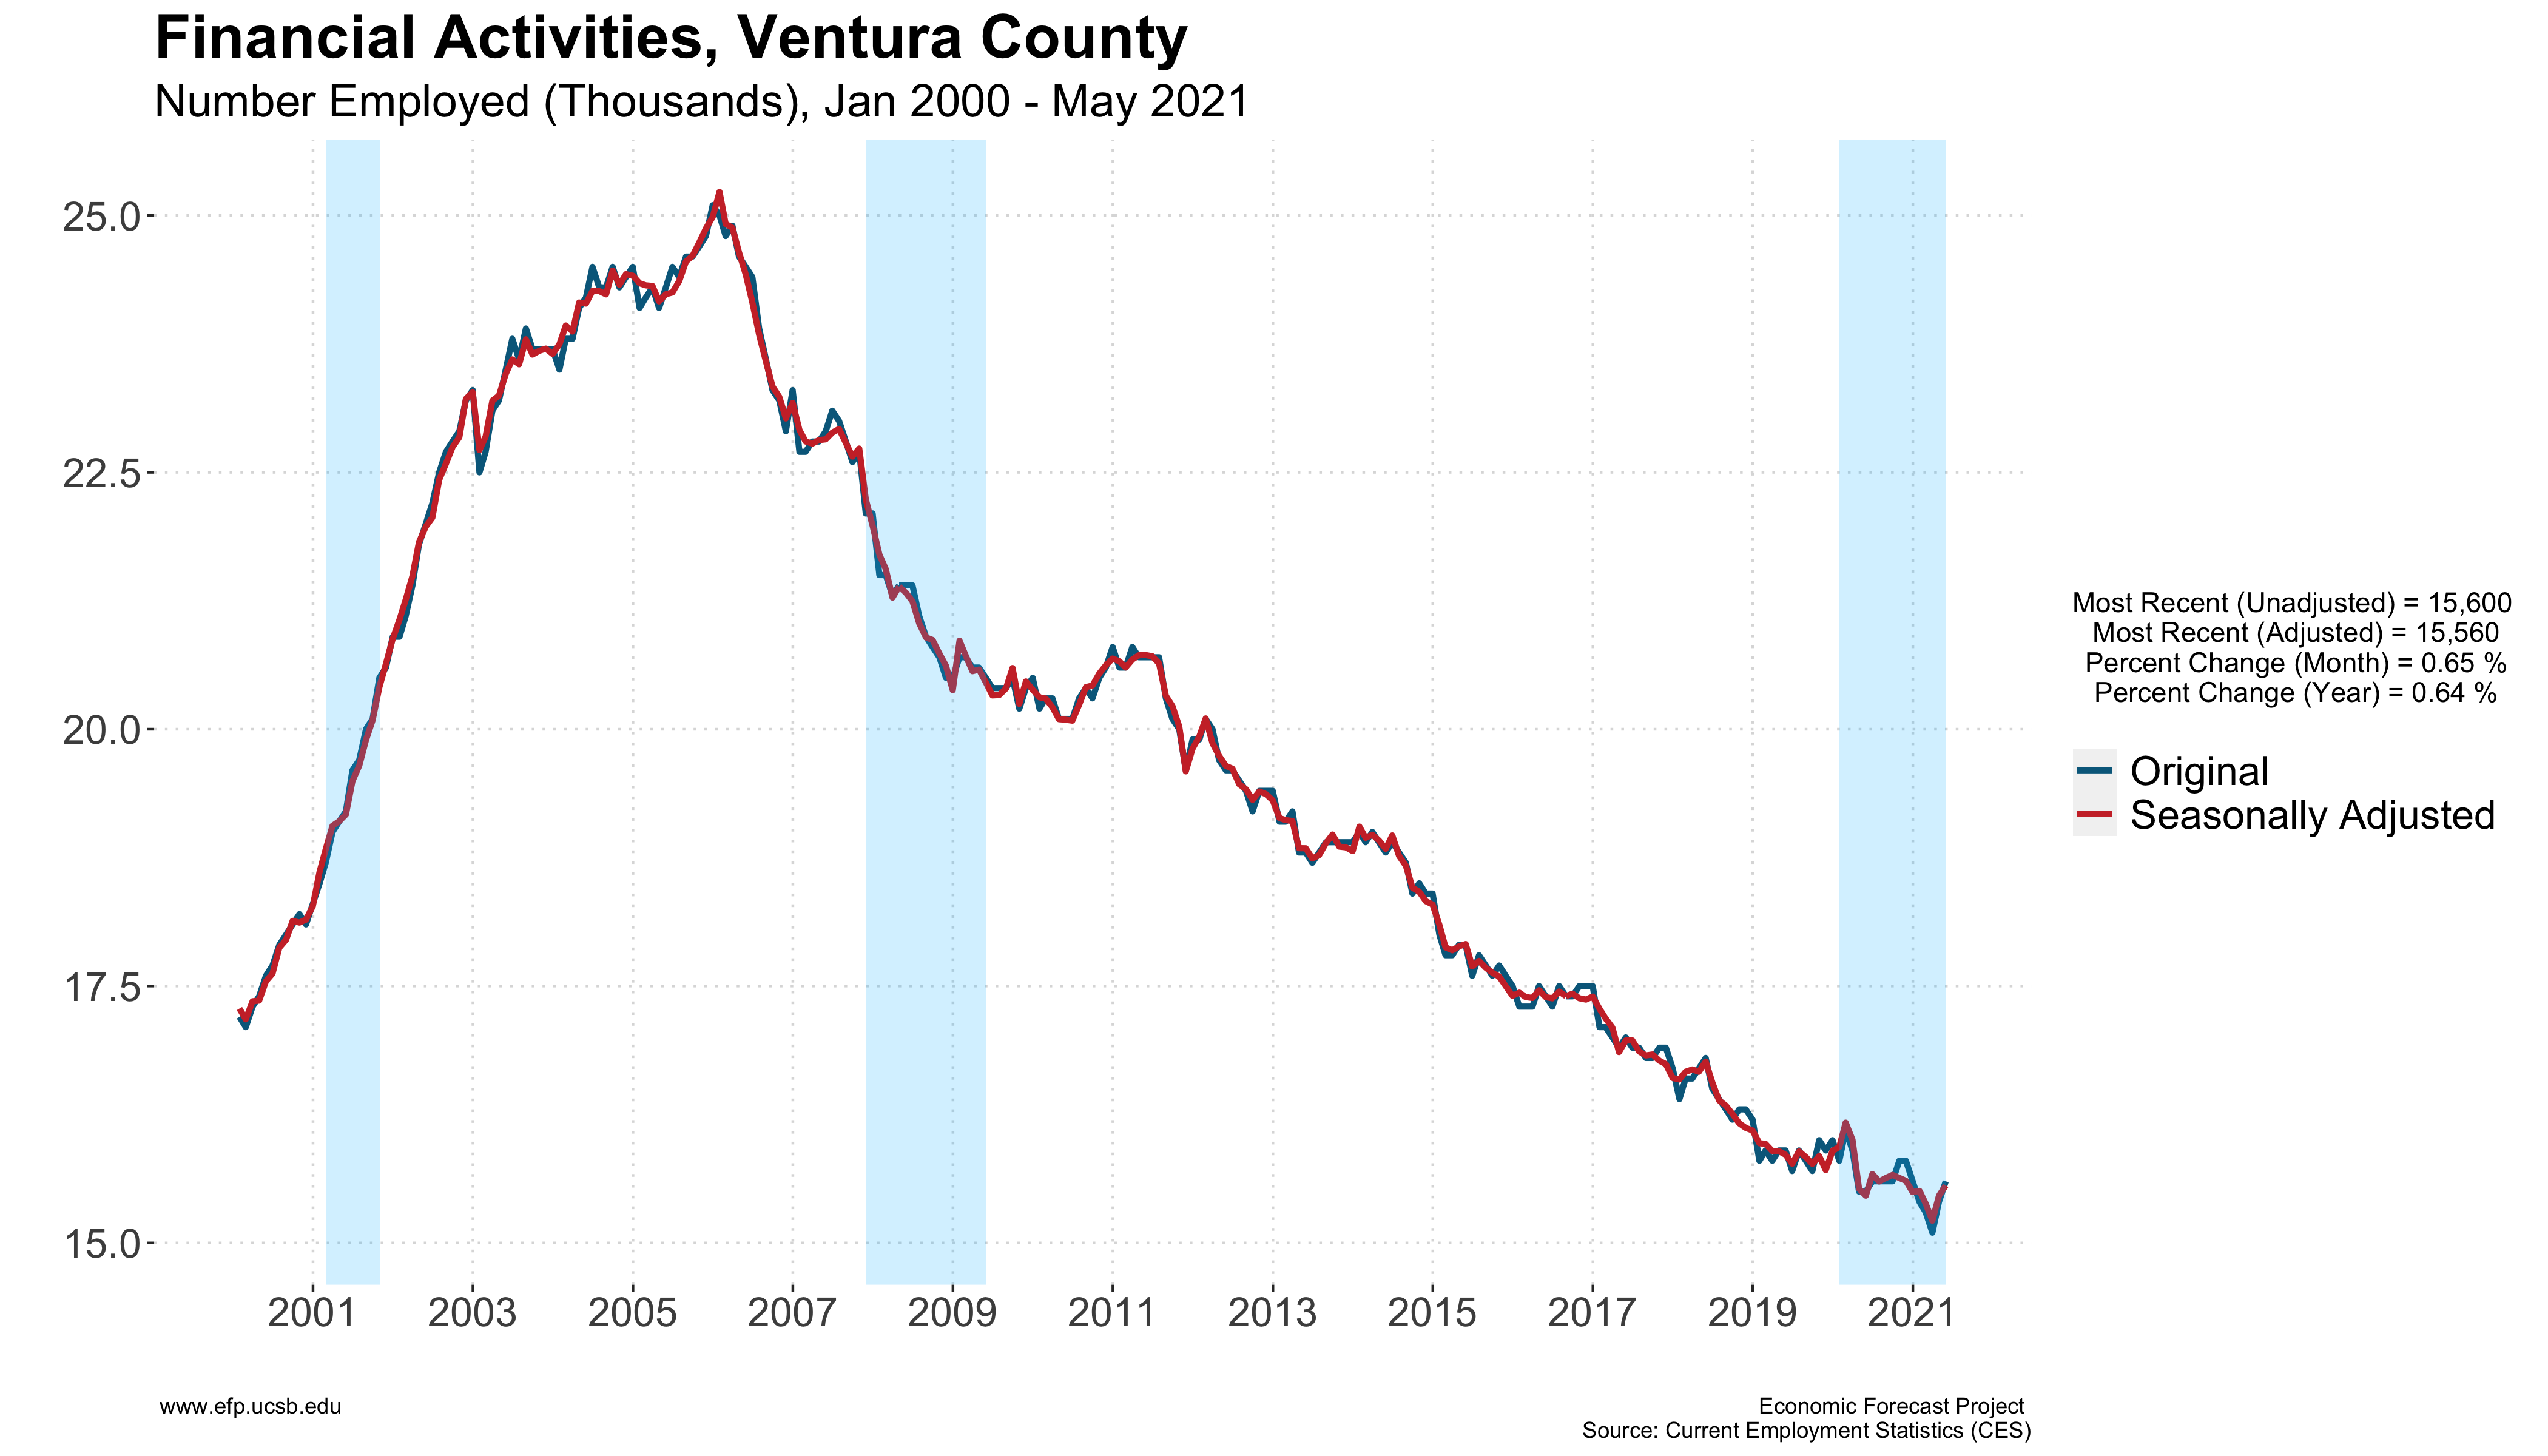 Financial Activities, Ventura County
Number Employed (Thousands), Jan 2000 - May 2021
25.0
22.5
20.0
17.5
15.0
2001 2003 2005 2007 2009 2011 2013 2015 2017 2019 2021
Most Recent (Unadjusted) = 15,600
Most Recent (Adjusted) = 15,560
Percent Change (Month) = 0.65 %
Percent Change (Year) = 0.64 %
Original
Seasonally Adjusted
www.efp.ucsb.edu
Economic Forecast Project
Source: Current Employment Statistics (CES)